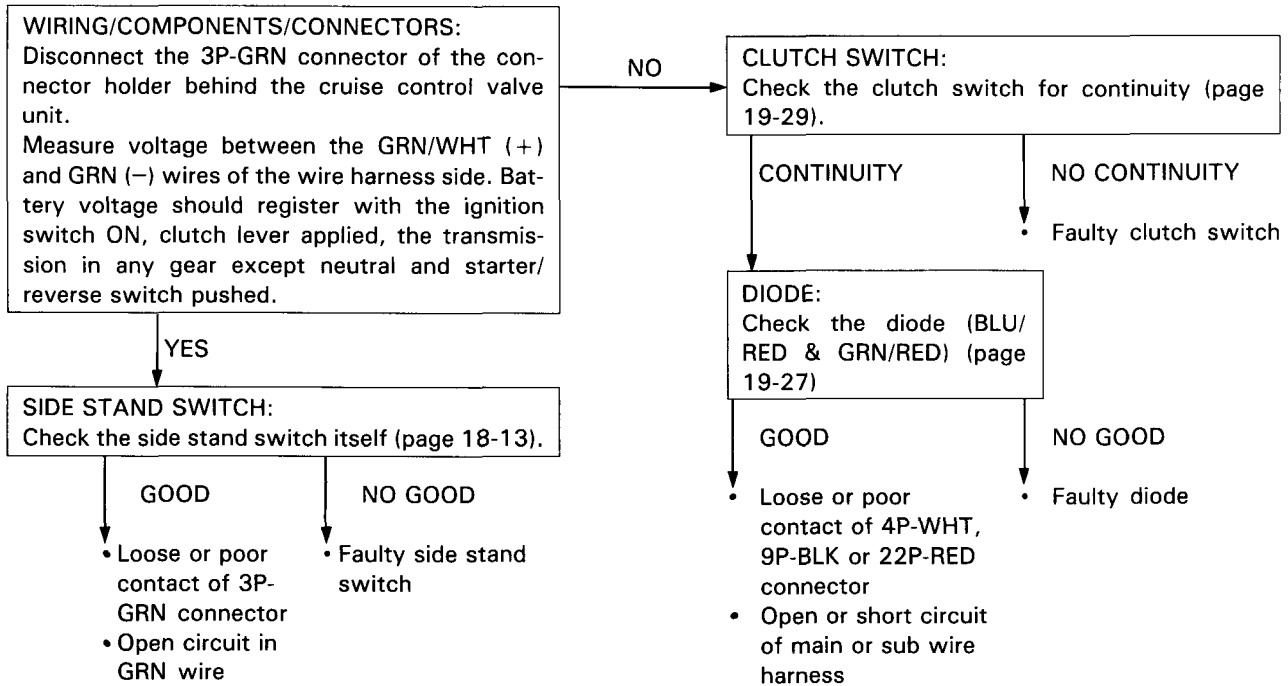 WIRING/COMPONENTS/CONNECTORS:
Disconnect the 3P-GRN connector of the con-
nector holder behind the cruise control valve
unit.
Measure voltage between the GRN/WHT (+)
and GRN (−) wires of the wire harness side. Bat-
tery voltage should register with the ignition
switch ON, clutch lever applied, the transmis-
sion in any gear except neutral and starter/
reverse switch pushed.
NO
CLUTCH SWITCH:
Check the clutch switch for continuity (page
19-29).
CONTINUITY
NO CONTINUITY
• Faulty clutch switch
DIODE:
Check the diode (BLU/
RED & GRN/RED) (page
19-27)
GOOD
NO GOOD
• Loose or poor
contact of 4P-WHT,
9P-BLK or 22P-RED
connector
• Open or short circuit
of main or sub wire
harness
• Faulty diode
YES
SIDE STAND SWITCH:
Check the side stand switch itself (page 18-13).
GOOD
NO GOOD
• Loose or poor
contact of 3P-
GRN connector
• Open circuit in
GRN wire
• Faulty side stand
switch